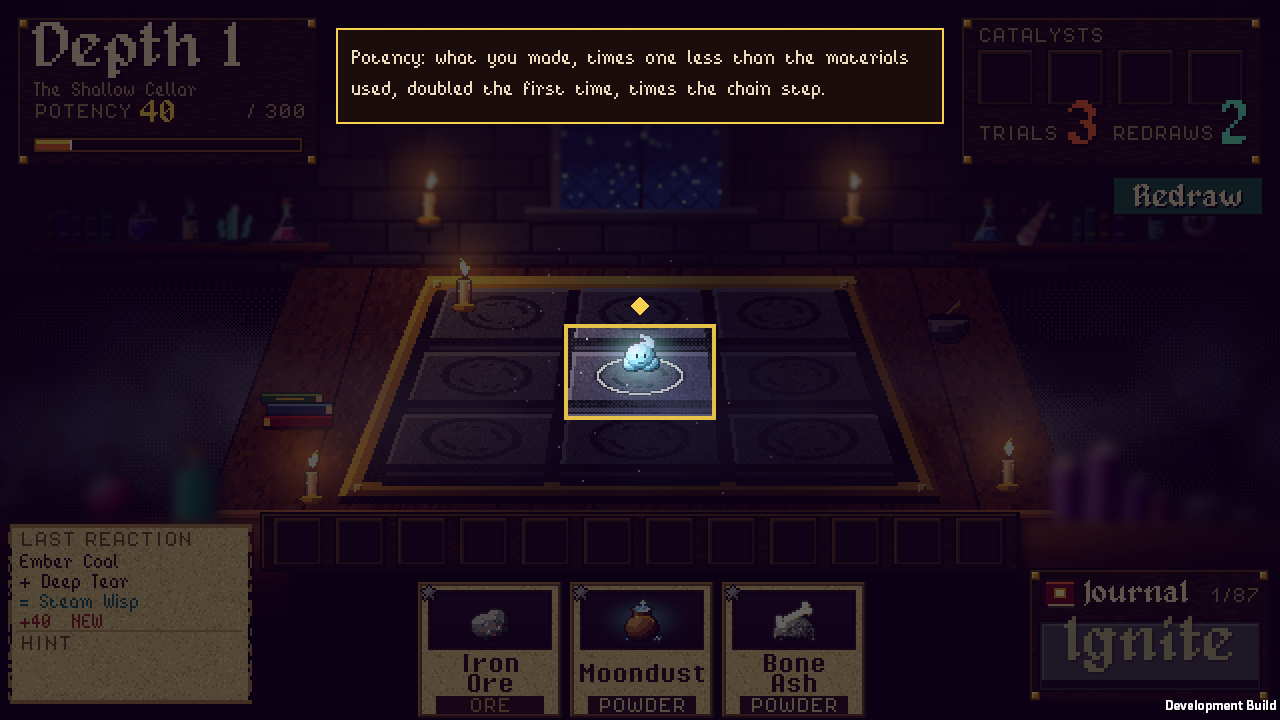 Depth 1
The Shallow Cellar
POTENCY 40 / 300
Potency: what you made, times one less than the materials
used, doubled the first time, times the chain step.
CATALYSTS
TRIALS 3 REDRAWS 2
Redraw
LAST REACTION
Ember Coal
+ Deep Tear
= Steam Wisp
+40 NEW
HINT
Iron
Ore
ORE
Moondust
POWDER
Bone
Ash
POWDER
Journal 1/87
Ignite
Development Build